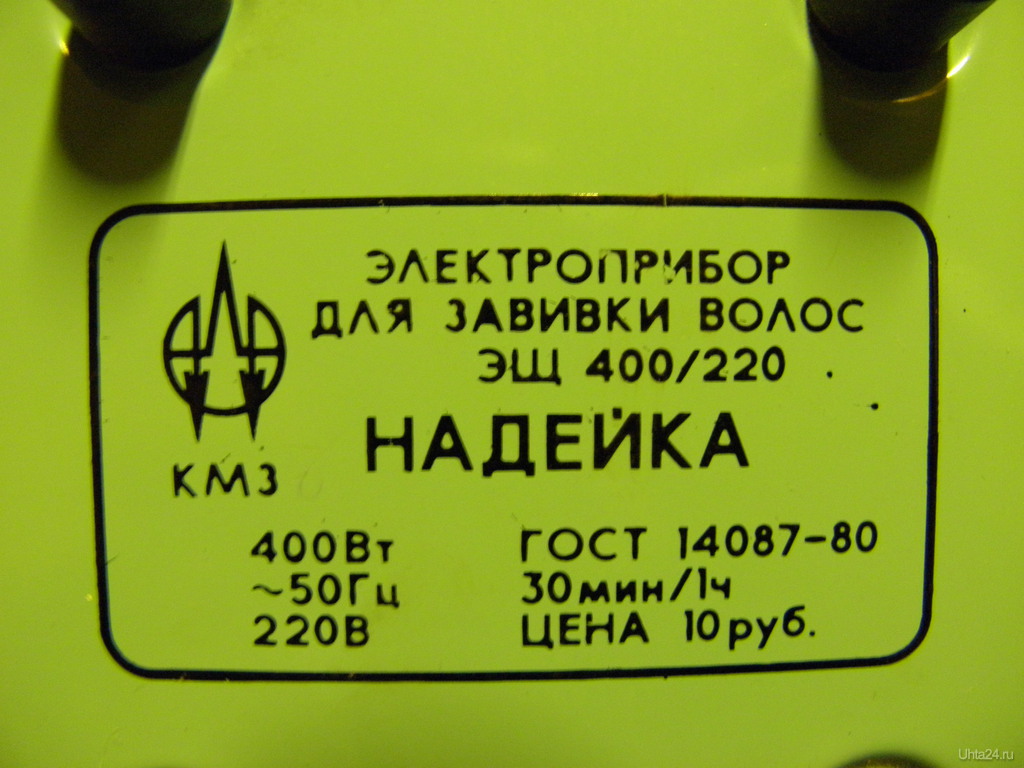 ЭЛЕКТРОПРИБОР
ДЛЯ ЗАВИВКИ ВОЛОС
ЭЩ 400/220
НАДЕЙКА
КМЗ
400Вт
~50Гц
220В
ГОСТ 14087-80
30мин/1ч
ЦЕНА 10руб.
Uhta24.ru